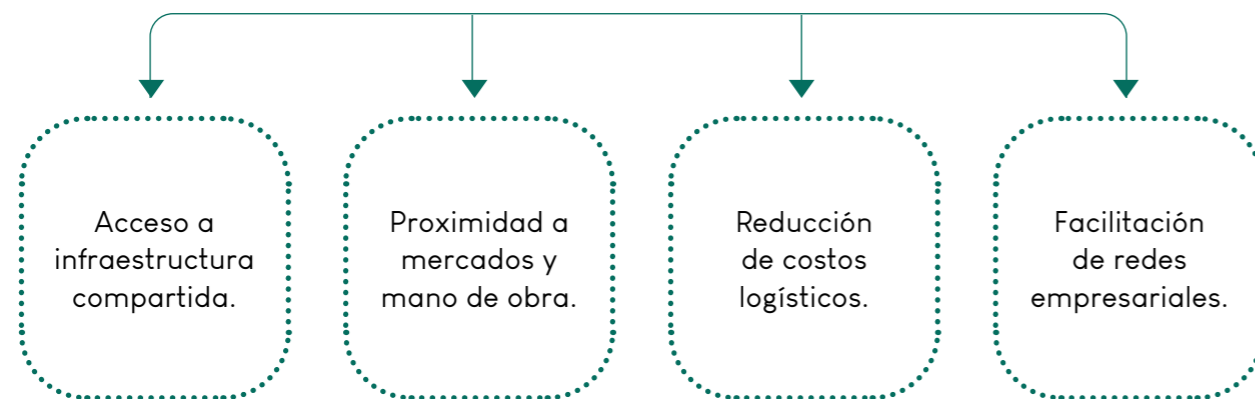 Acceso a
infraestructura
compartida.
Proximidad a
mercados y
mano de obra.
Reducción
de costos
logísticos.
Facilitación
de redes
empresariales.